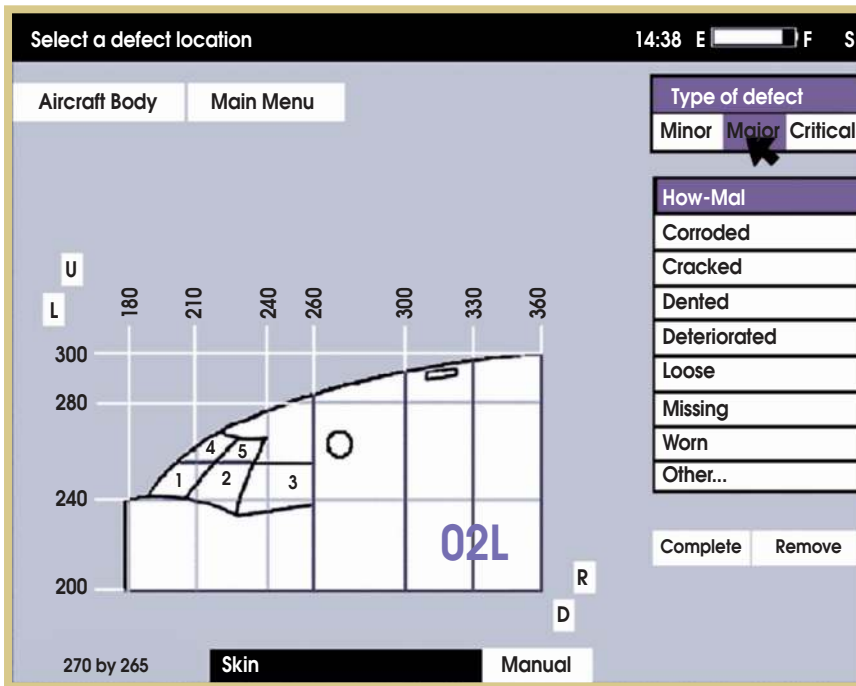 Select a defect location 14:38 E F S
Aircraft Body Main Menu
Type of defect
Minor Major Critical
How-Mal
Corroded
Cracked
Dented
Deteriorated
Loose
Missing
Worn
Other...
Complete Remove
U
L
180 210 240 260 300 330 360
300
280
240
200
4 5
1 2 3
02L
R
D
270 by 265 Skin Manual